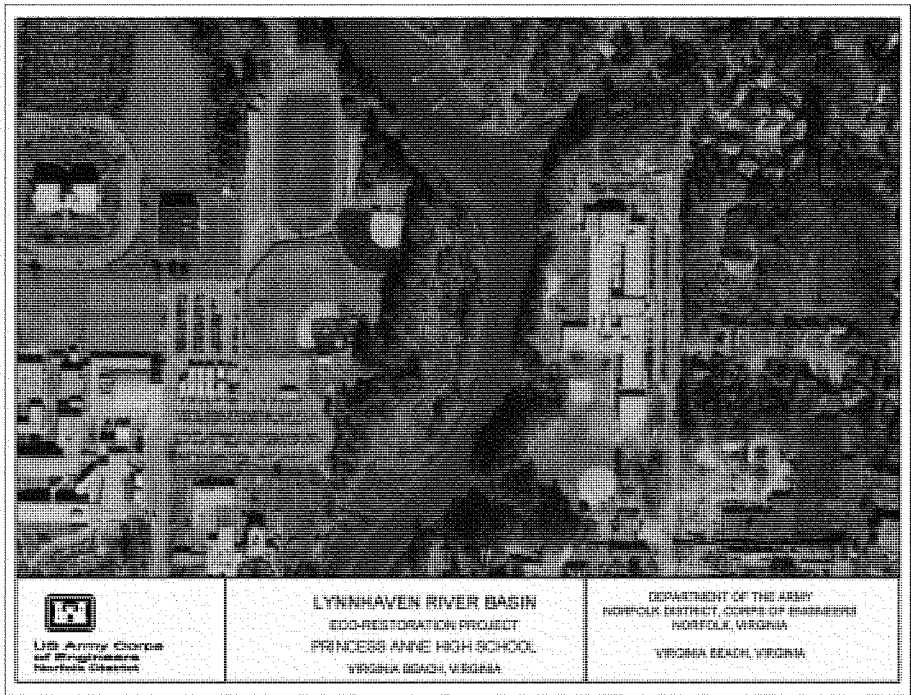 US Army Corps
of Engineers
Norfolk District
LYNNHAVEN RIVER BASIN
ECO-RESTORATION PROJECT
PRINCESS ANNE HIGH SCHOOL
VIRGINIA BEACH, VIRGINIA
DEPARTMENT OF THE ARMY
NORFOLK DISTRICT, CORPS OF ENGINEERS
NORFOLK, VIRGINIA
VIRGINIA BEACH, VIRGINIA